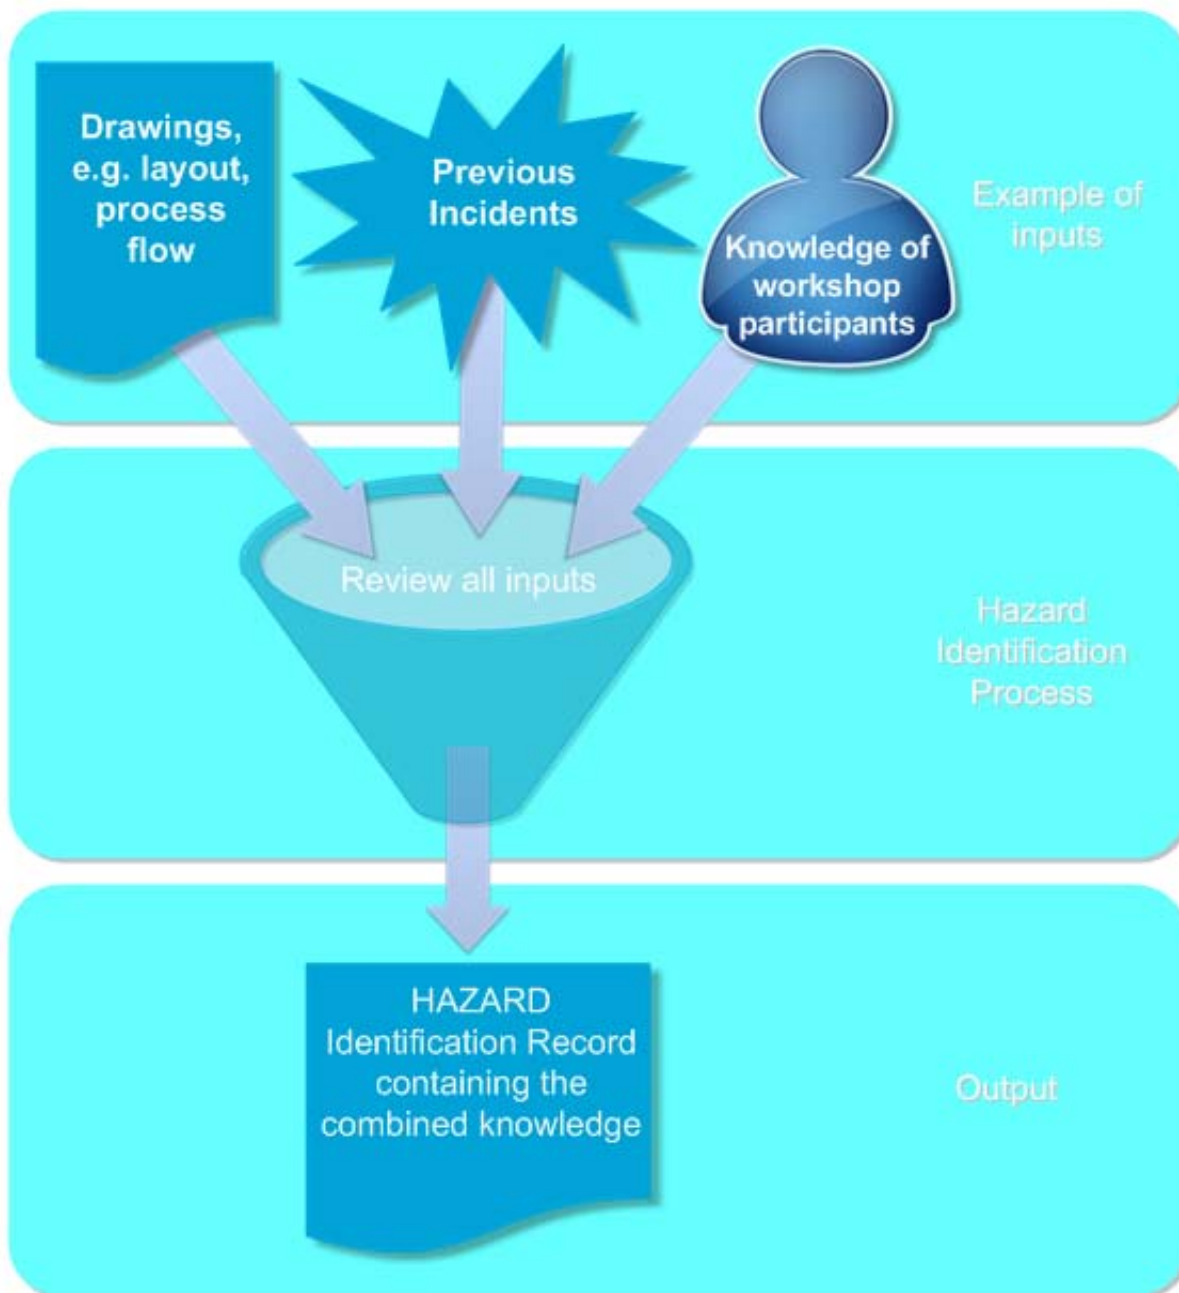 Drawings,
e.g. layout,
process
flow
Previous
Incidents
Knowledge of
workshop
participants
Example of
inputs
Review all inputs
Hazard
Identification
Process
HAZARD
Identification Record
containing the
combined knowledge
Output